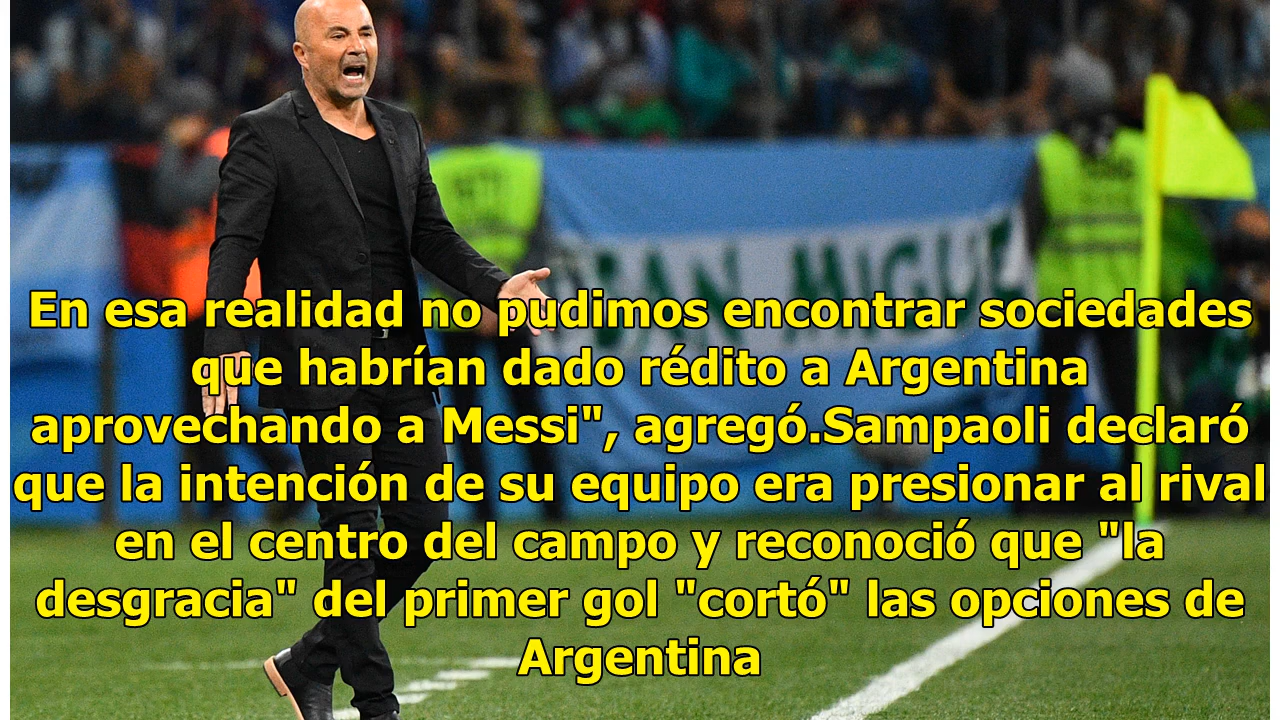 SAN MIGUE
En esa realidad no pudimos encontrar sociedades
que habrían dado rédito a Argentina
aprovechando a Messi", agregó.Sampaoli declaró
que la intención de su equipo era presionar al rival
en el centro del campo y reconoció que "la
desgracia" del primer gol "cortó" las opciones de
Argentina